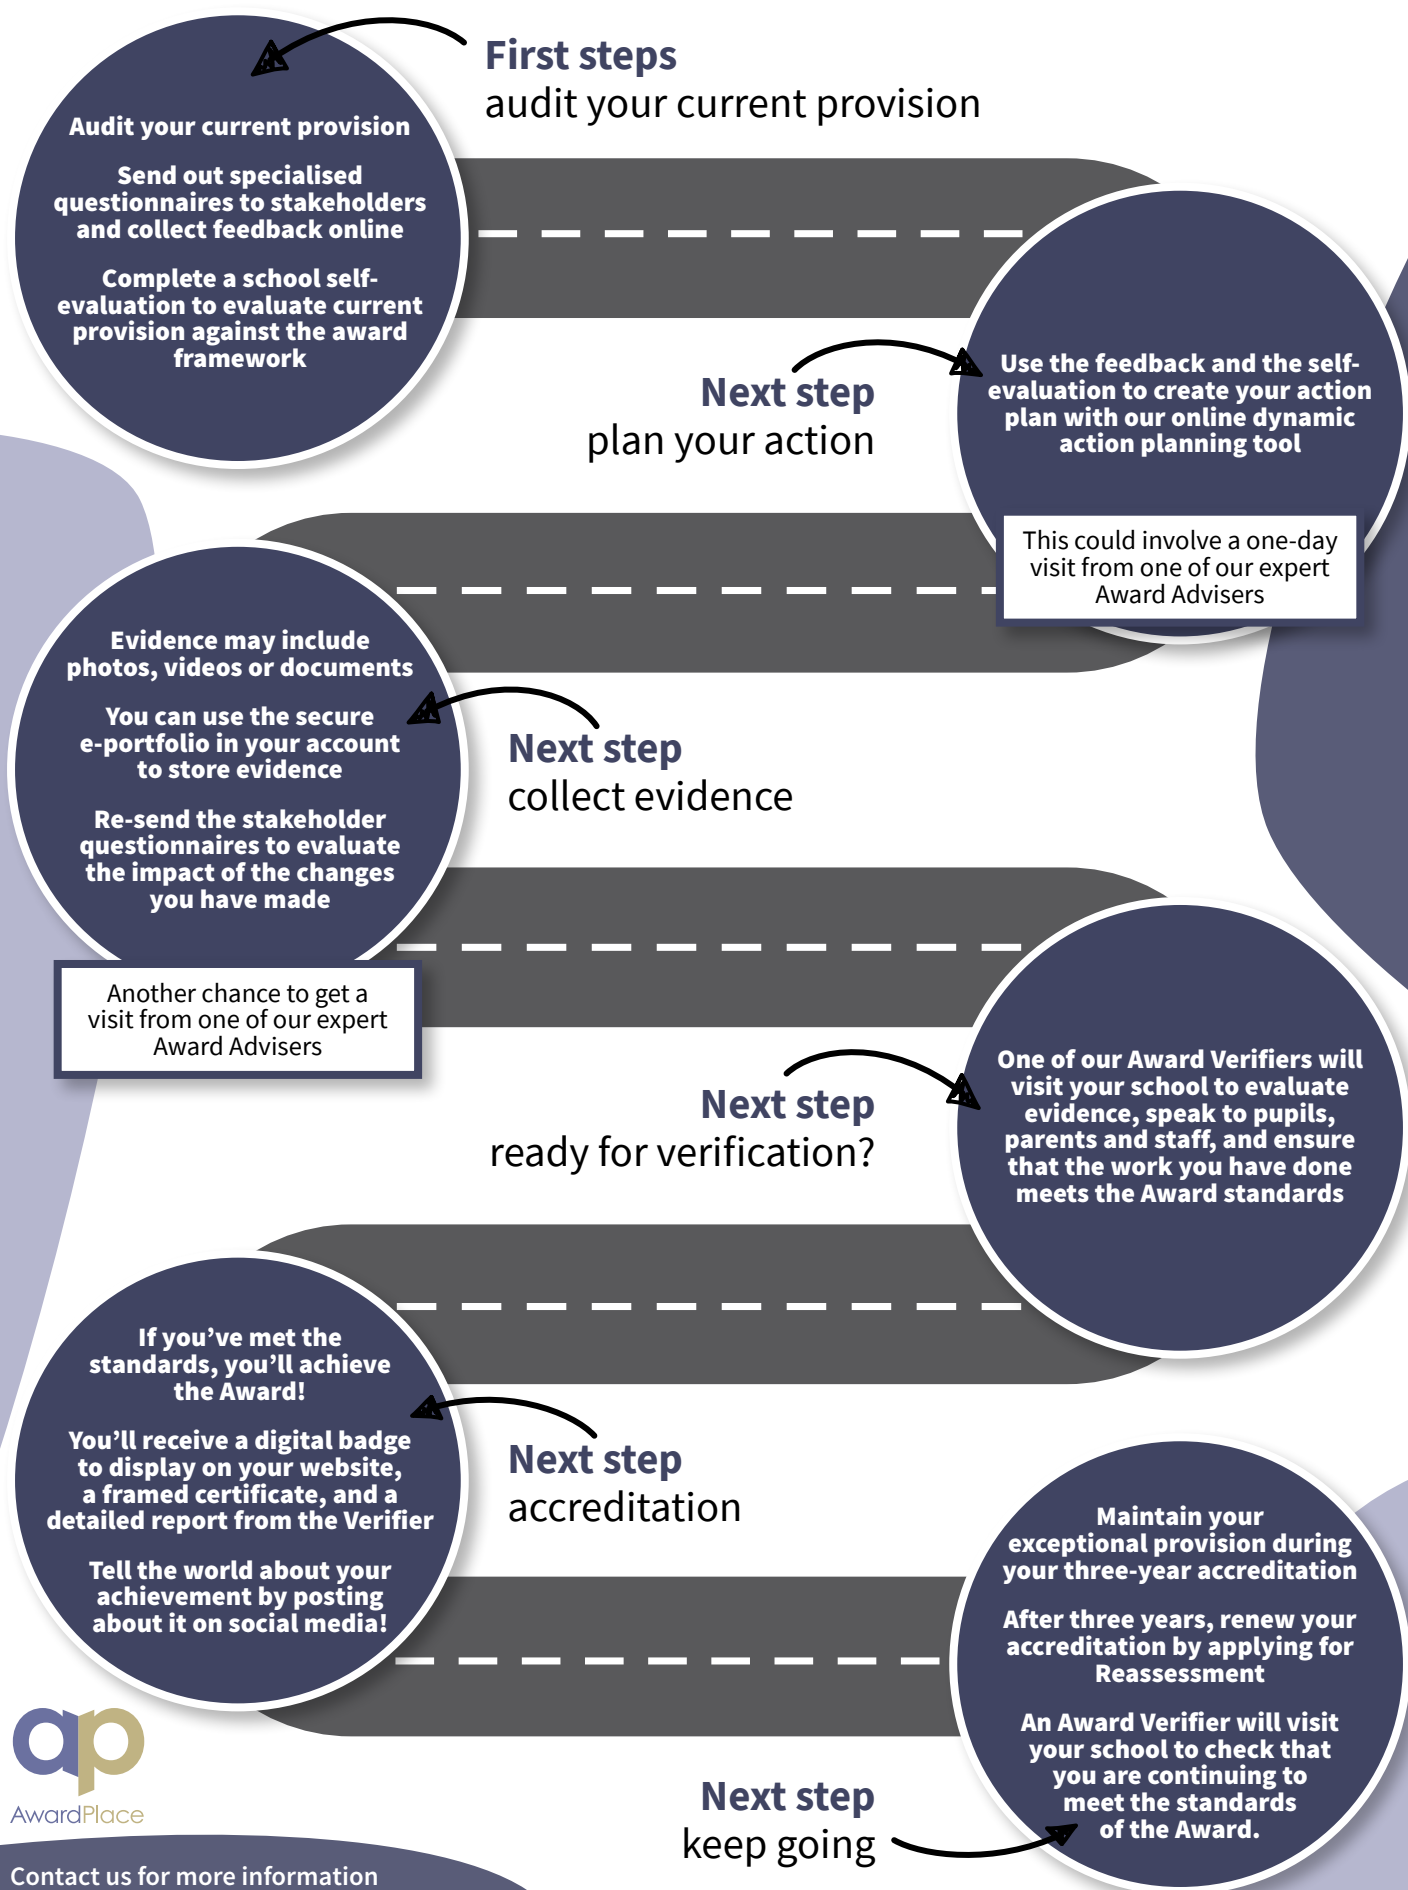 First steps
audit your current provision
Audit your current provision
Send out specialised
questionnaires to stakeholders
and collect feedback online
Complete a school self-
evaluation to evaluate current
provision against the award
framework
Next step
plan your action
Use the feedback and the self-
evaluation to create your action
plan with our online dynamic
action planning tool
This could involve a one-day
visit from one of our expert
Award Advisers
Next step
collect evidence
Evidence may include
photos, videos or documents
You can use the secure
e-portfolio in your account
to store evidence
Re-send the stakeholder
questionnaires to evaluate
the impact of the changes
you have made
Another chance to get a
visit from one of our expert
Award Advisers
Next step
ready for verification?
One of our Award Verifiers will
visit your school to evaluate
evidence, speak to pupils,
parents and staff, and ensure
that the work you have done
meets the Award standards
Next step
accreditation
If you’ve met the
standards, you’ll achieve
the Award!
You’ll receive a digital badge
to display on your website,
a framed certificate, and a
detailed report from the Verifier
Tell the world about your
achievement by posting
about it on social media!
Next step
keep going
Maintain your
exceptional provision during
your three-year accreditation
After three years, renew your
accreditation by applying for
Reassessment
An Award Verifier will visit
your school to check that
you are continuing to
meet the standards
of the Award.
ap
AwardPlace
Contact us for more information